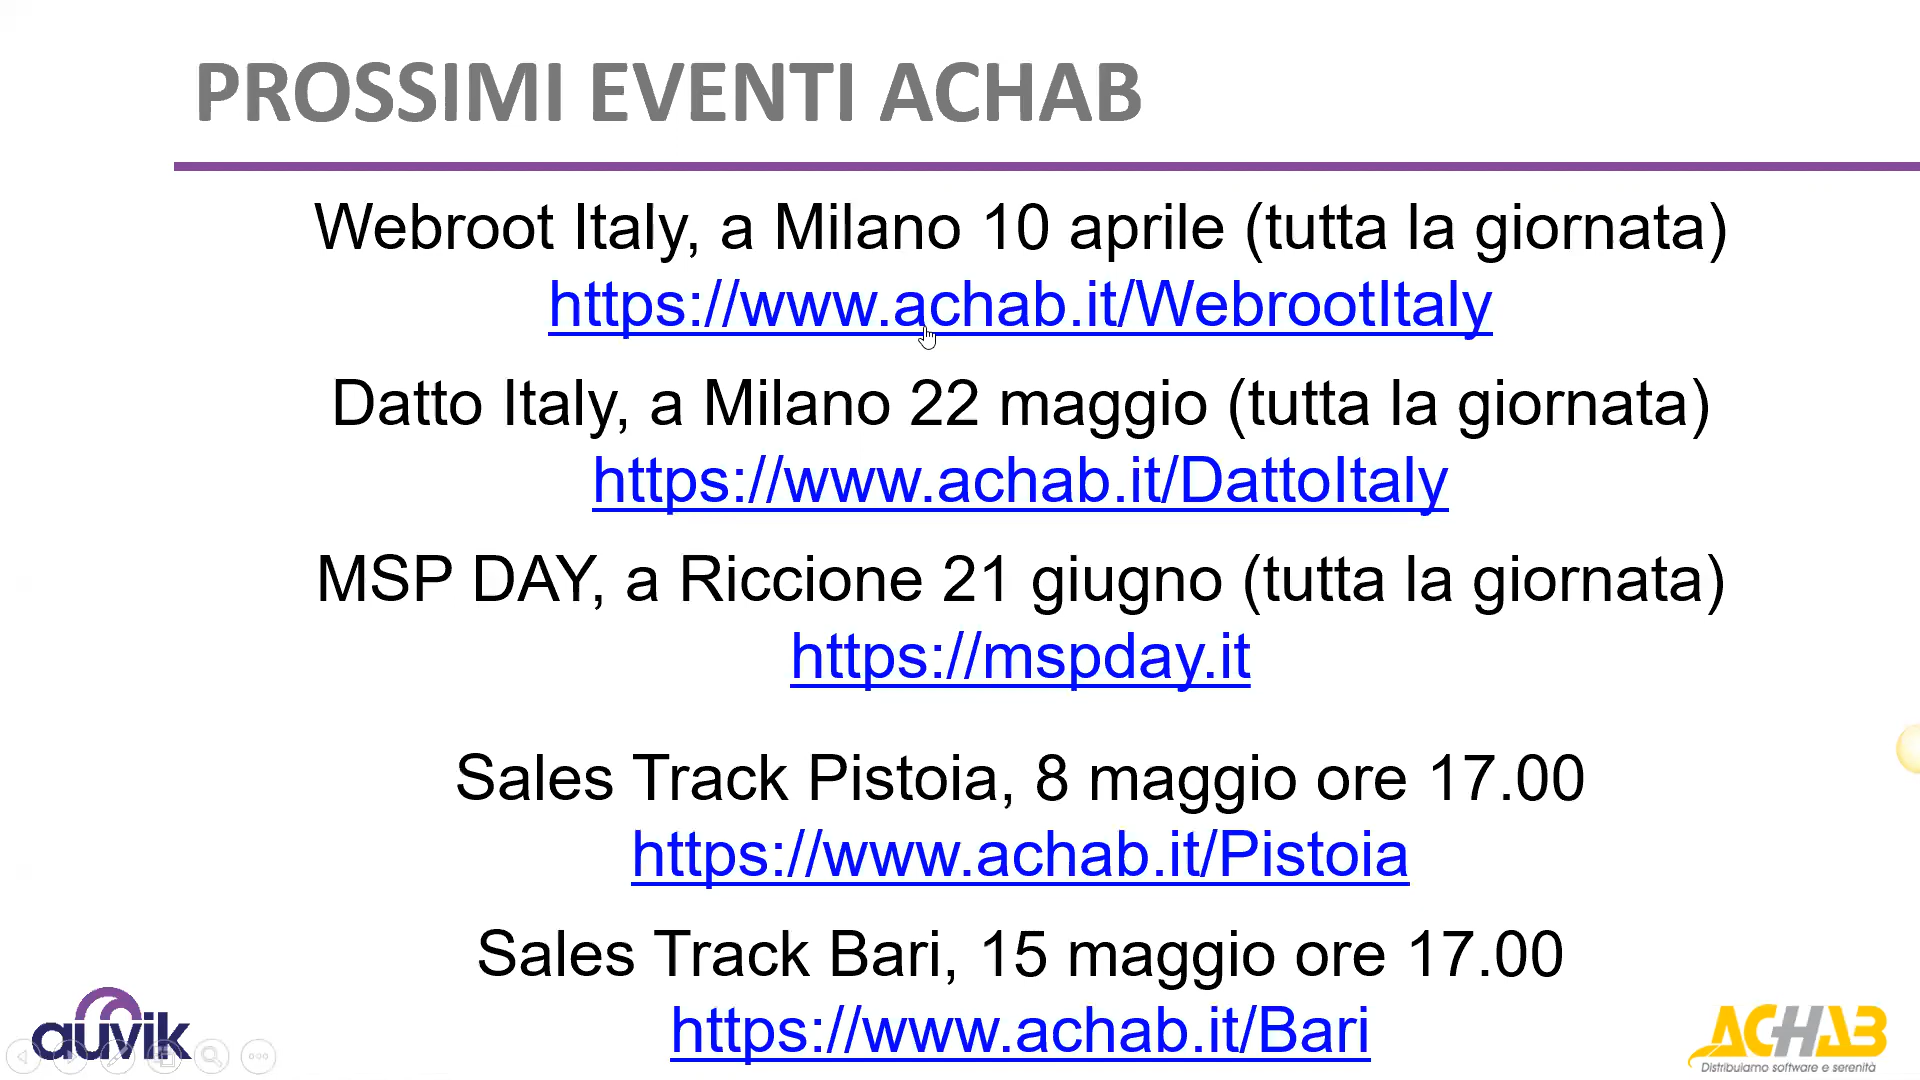 PROSSIMI EVENTI ACHAB
Webroot Italy, a Milano 10 aprile (tutta la giornata)
https://www.achab.it/WebrootItaly
Datto Italy, a Milano 22 maggio (tutta la giornata)
https://www.achab.it/DattoItaly
MSP DAY, a Riccione 21 giugno (tutta la giornata)
https://mspday.it
Sales Track Pistoia, 8 maggio ore 17.00
https://www.achab.it/Pistoia
Sales Track Bari, 15 maggio ore 17.00
https://www.achab.it/Bari
auvik
ACHAB
Distribuiamo software e serenità